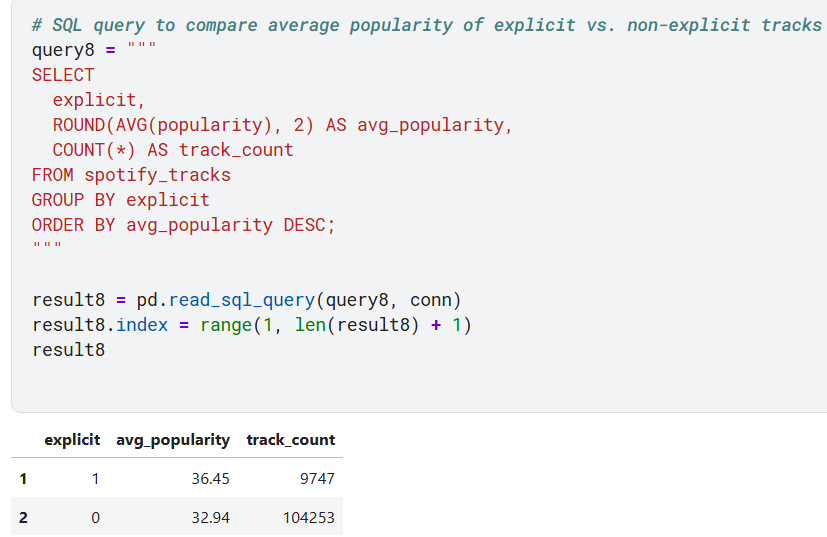 # SQL query to compare average popularity of explicit vs. non-explicit tracks
query8 = """
SELECT
  explicit,
  ROUND(AVG(popularity), 2) AS avg_popularity,
  COUNT(*) AS track_count
FROM spotify_tracks
GROUP BY explicit
ORDER BY avg_popularity DESC;
"""

result8 = pd.read_sql_query(query8, conn)
result8.index = range(1, len(result8) + 1)
result8
explicit avg_popularity track_count
1 1 36.45 9747
2 0 32.94 104253